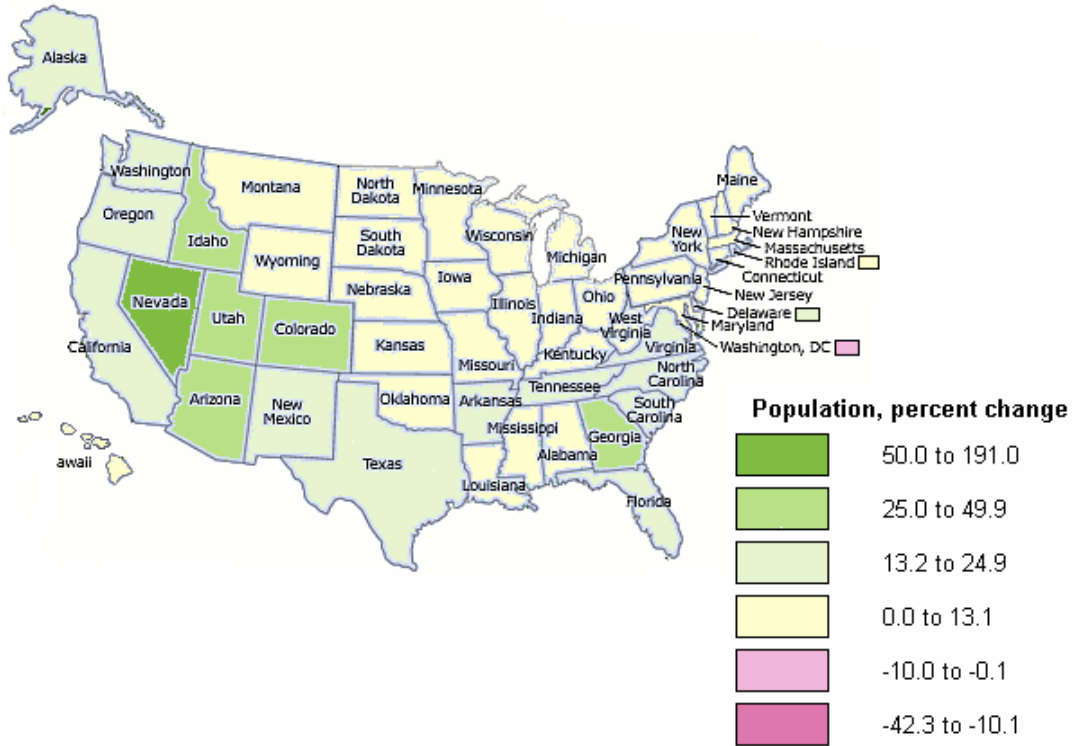 Alaska
Washington
Oregon
Idaho
Montana
Wyoming
Nevada
Utah
Colorado
California
Arizona
New
Mexico
North
Dakota
South
Dakota
Nebraska
Kansas
Oklahoma
Texas
Minnesota
Iowa
Missouri
Arkansas
Louisiana
Wisconsin
Illinois
Michigan
Indiana
Ohio
Kentucky
Tennessee
Mississippi
Alabama
Georgia
Florida
South
Carolina
North
Carolina
Virginia
West
Virginia
Pennsylvania
New
York
Maine
Vermont
New Hampshire
Massachusetts
Rhode Island
Connecticut
New Jersey
Delaware
Maryland
Washington, DC
awaii
Population, percent change
50.0 to 191.0
25.0 to 49.9
13.2 to 24.9
0.0 to 13.1
-10.0 to -0.1
-42.3 to -10.1